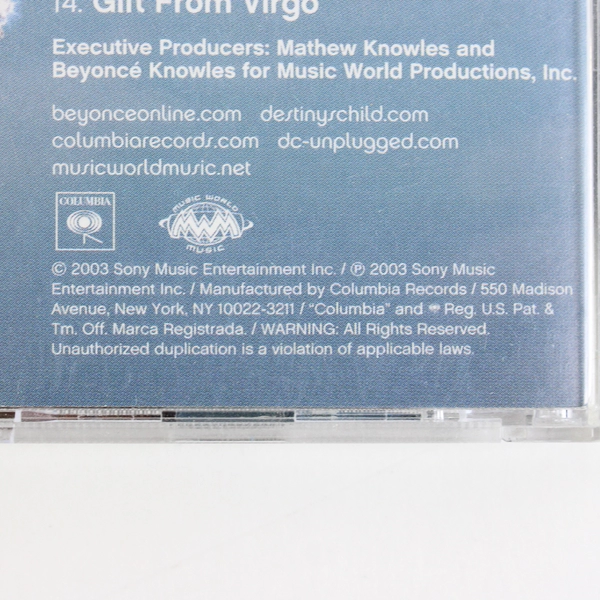 14. Gift From Virgo
Executive Producers: Mathew Knowles and
Beyoncé Knowles for Music World Productions, Inc.
beyonceonline.com destinyschild.com
columbiarecords.com dc-unplugged.com
musicworldmusic.net
COLUMBIA
MUSIC WORLD
MWM
MUSIC
© 2003 Sony Music Entertainment Inc. / ℗ 2003 Sony Music
Entertainment Inc. / Manufactured by Columbia Records / 550 Madison
Avenue, New York, NY 10022-3211 / "Columbia" and Reg. U.S. Pat. &
Tm. Off. Marca Registrada. / WARNING: All Rights Reserved.
Unauthorized duplication is a violation of applicable laws.